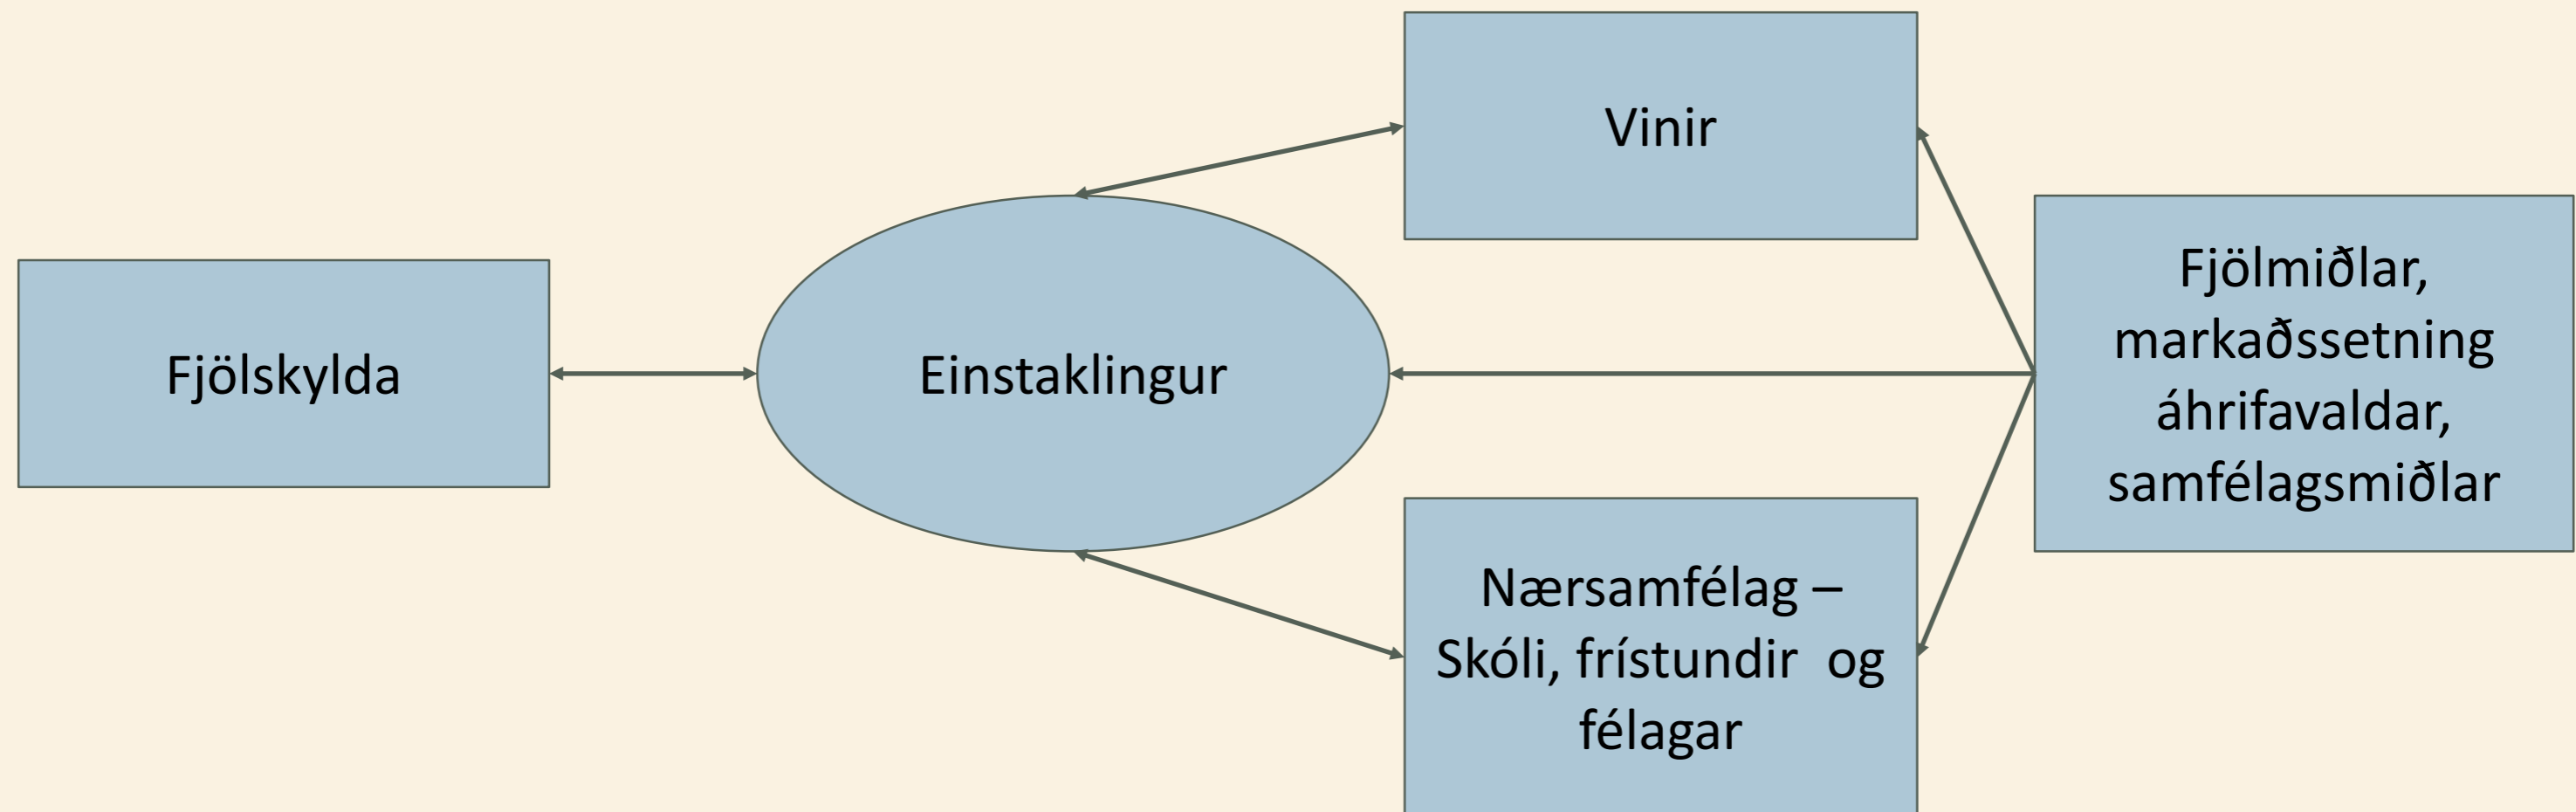 Vinir
Fjölskylda
Einstaklingur
Fjölmiðlar,
markaðssetning
áhrifavaldar,
samfélagsmiðlar
Nærsamfélag –
Skóli, frístundir  og
félagar